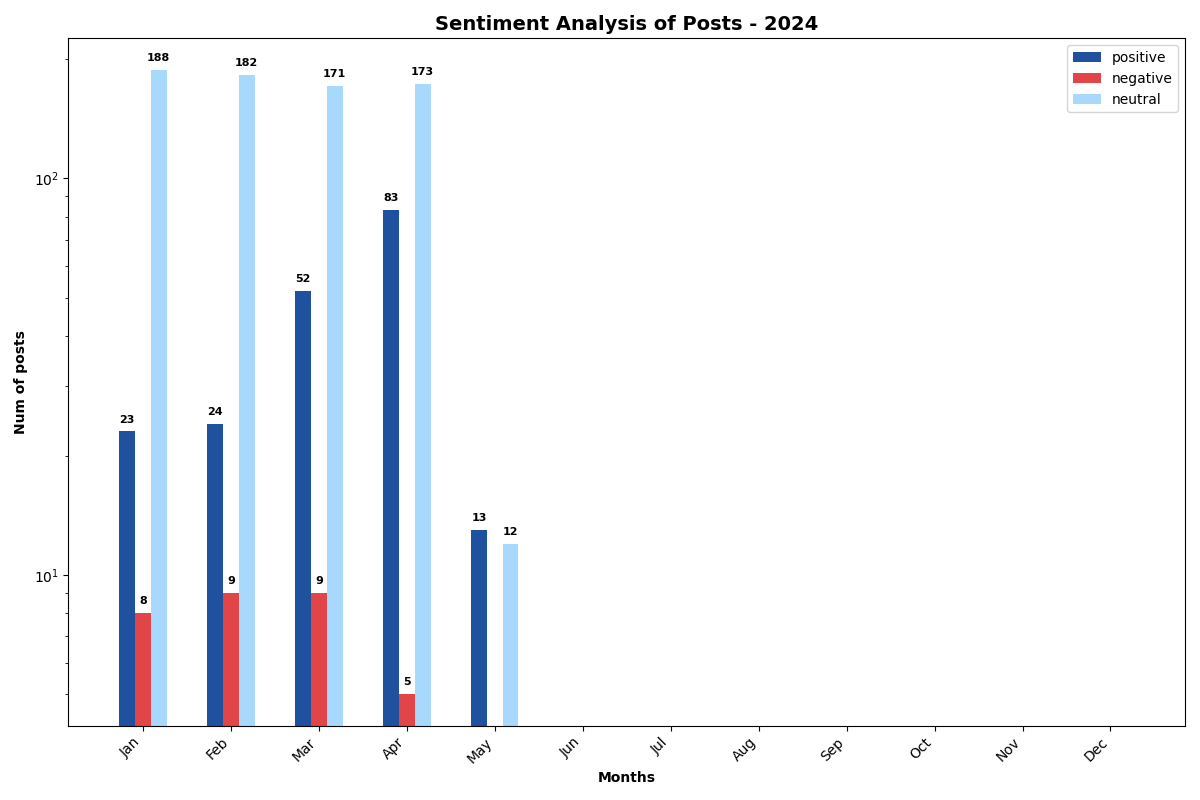 Sentiment Analysis of Posts - 2024
positive
negative
neutral
Num of posts
10²
10¹
23
8
188
24
9
182
52
9
171
83
5
173
13
12
Jan
Feb
Mar
Apr
May
Jun
Jul
Aug
Sep
Oct
Nov
Dec
Months